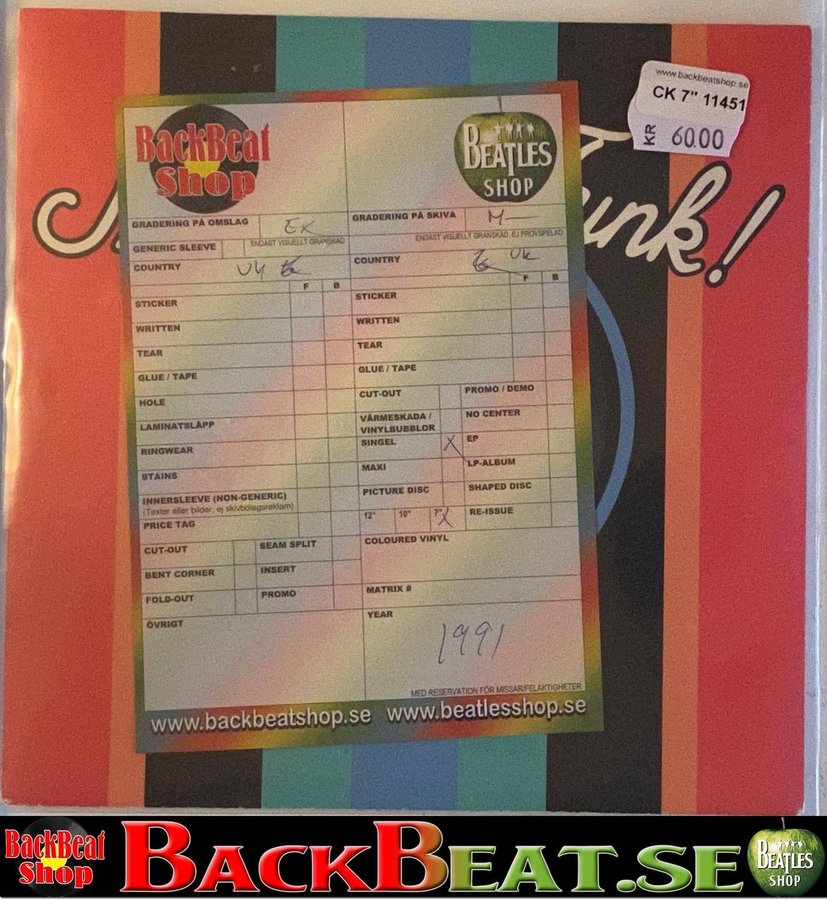 www.backbeatshop.se
CK 7" 11451
KR 60.00
BackBeat
Shop
BEATLES
SHOP
unk!
GRADERING PÅ OMSLAG EX
GENERIC SLEEVE ENDAST VISUELLT GRANSKAD
COUNTRY UK
F B
STICKER
WRITTEN
TEAR
GLUE / TAPE
HOLE
LAMINATSLÄPP
RINGWEAR
STAINS
INNERSLEEVE (NON-GENERIC)
(Texter eller bilder, ej skivbolagsreklam)
PRICE TAG
CUT-OUT SEAM SPLIT
BENT CORNER INSERT
FOLD-OUT PROMO
ÖVRIGT
GRADERING PÅ SKIVA M-
ENDAST VISUELLT GRANSKAD, EJ PROVSPELAD
COUNTRY UK
F B
STICKER
WRITTEN
TEAR
GLUE / TAPE
CUT-OUT PROMO / DEMO
VÄRMESKADA / NO CENTER
VINYLBUBBLOR
SINGEL X EP
MAXI LP-ALBUM
PICTURE DISC SHAPED DISC
12" 10" 7" X RE-ISSUE
COLOURED VINYL
MATRIX #
YEAR
1991
MED RESERVATION FÖR MISSAR/FELAKTIGHETER
www.backbeatshop.se www.beatlesshop.se
BackBeat
Shop
BACKBEAT.SE
BEATLES
SHOP